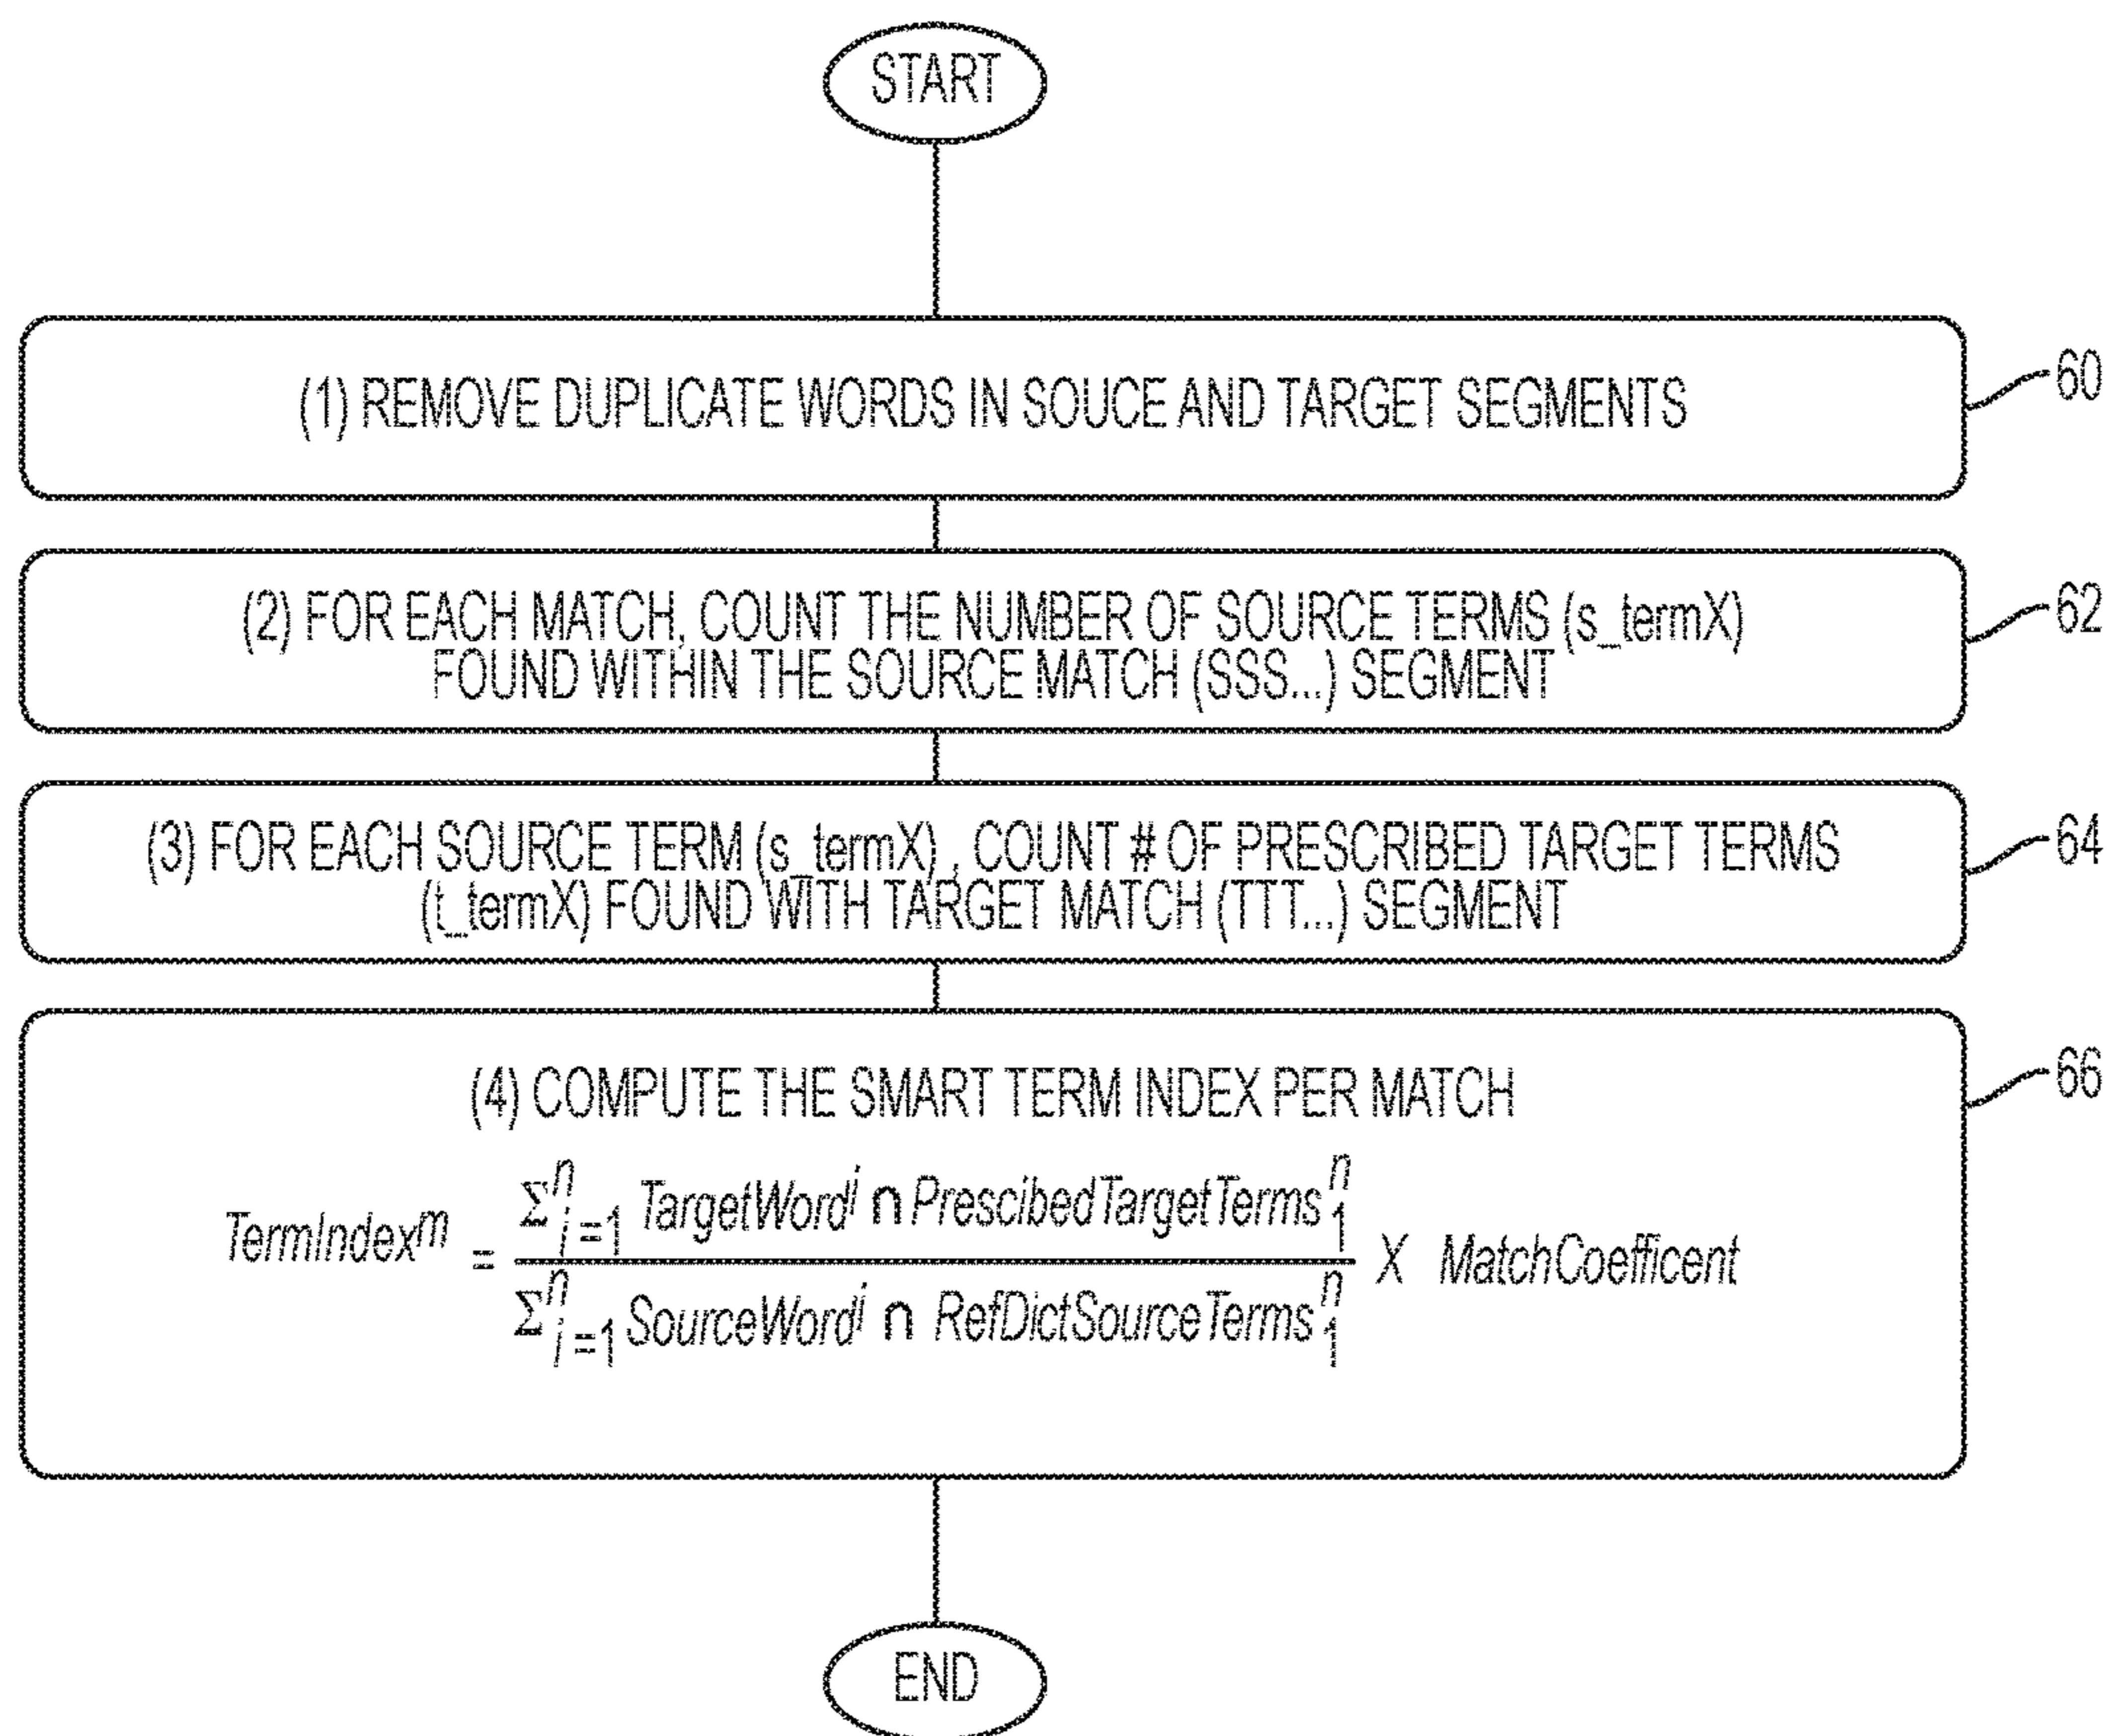 START
(1) REMOVE DUPLICATE WORDS IN SOUCE AND TARGET SEGMENTS
60
(2) FOR EACH MATCH, COUNT THE NUMBER OF SOURCE TERMS (s_termX)
FOUND WITHIN THE SOURCE MATCH (SSS...) SEGMENT
62
(3) FOR EACH SOURCE TERM (s_termX) , COUNT # OF PRESCRIBED TARGET TERMS
(t_termX) FOUND WITH TARGET MATCH (TTT...) SEGMENT
64
(4) COMPUTE THE SMART TERM INDEX PER MATCH
66
TermIndex^m = (Σ^n_i=1 TargetWord^i ∩ PrescibedTargetTerms^n_1) / (Σ^n_i=1 SourceWord^i ∩ RefDictSourceTerms^n_1) X MatchCoefficent
END